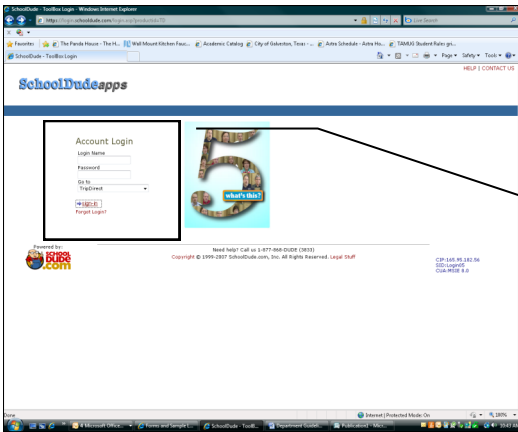 SchoolDude - ToolBox Login - Windows Internet Explorer
https://login.schooldude.com/login.asp?productid=TD
Live Search
Favorites The Panda House - The H... Wall Mount Kitchen Fauc... Academic Catalog City of Galveston, Texas - ... Astra Schedule - Astra Ho... TAMUG Student Rules gri...
SchoolDude - ToolBox Login
Page Safety Tools
HELP | CONTACT US
SchoolDudeapps
Account Login
Login Name
Password
Go to
TripDirect
sign in
Forgot Login?
5
what's this?
Powered by:
SCHOOL DUDE .COM
Need help? Call us 1-877-868-DUDE (3833)
Copyright © 1999-2007 SchoolDude.com, Inc. All Rights Reserved. Legal Stuff
CIP:165.95.182.56
SID:Login05
CUA:MSIE 8.0
Done
Internet | Protected Mode: On
100%
4 Microsoft Office...
Forms and Sample L...
SchoolDude - ToolB...
Department Guideli...
Publication1 - Micr...
10:47 AM